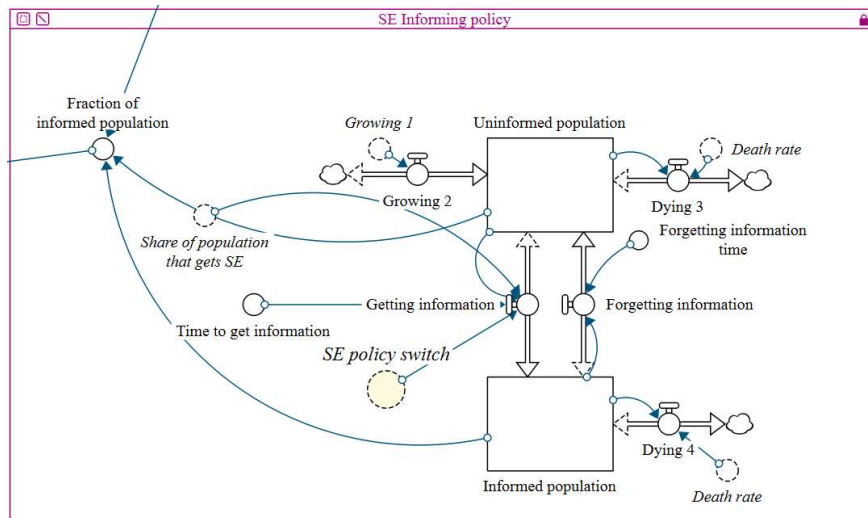 SE Informing policy
Fraction of
informed population
Growing 1
Uninformed population
Death rate
Growing 2
Dying 3
Share of population
that gets SE
Forgetting information
time
Getting information
Forgetting information
Time to get information
SE policy switch
Dying 4
Informed population
Death rate